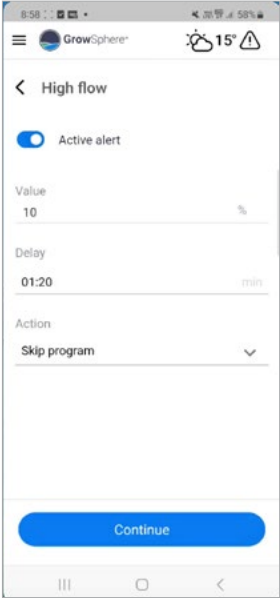 8:58
58%
GrowSphere
15°
High flow
Active alert
Value
10 %
Delay
01:20 min
Action
Skip program
Continue